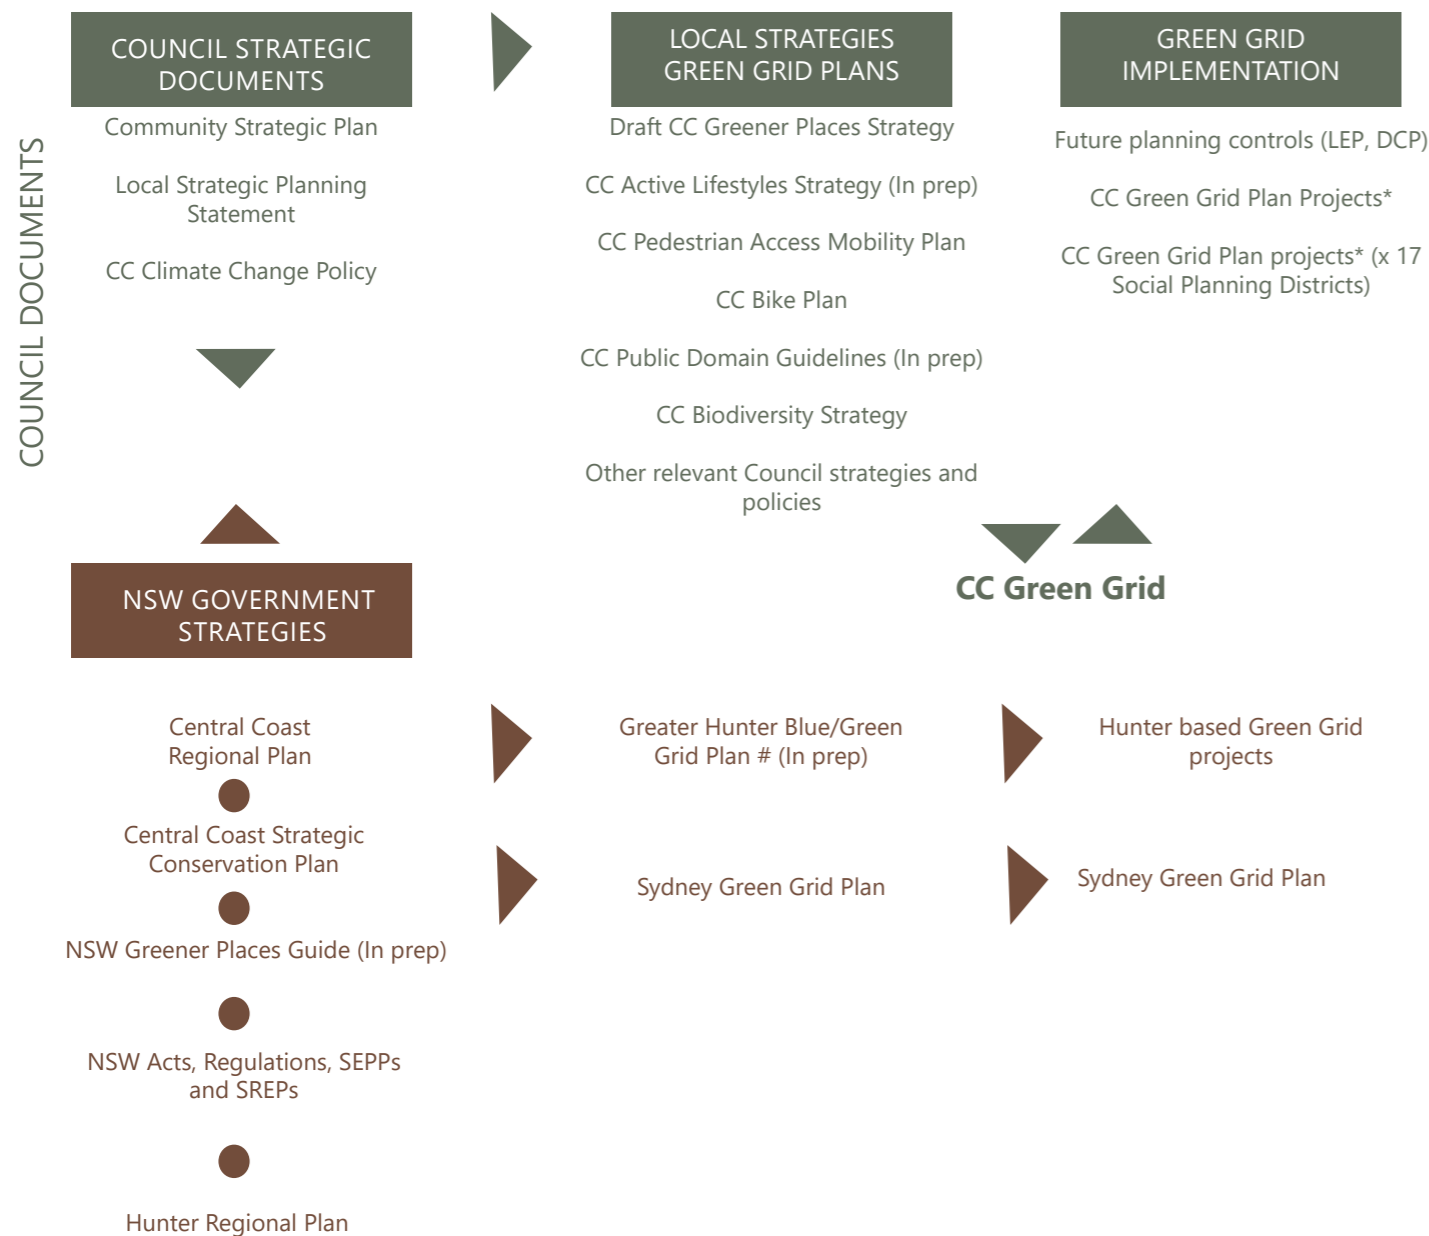 COUNCIL DOCUMENTS
COUNCIL STRATEGIC
DOCUMENTS
Community Strategic Plan
Local Strategic Planning
Statement
CC Climate Change Policy
LOCAL STRATEGIES
GREEN GRID PLANS
Draft CC Greener Places Strategy
CC Active Lifestyles Strategy (In prep)
CC Pedestrian Access Mobility Plan
CC Bike Plan
CC Public Domain Guidelines (In prep)
CC Biodiversity Strategy
Other relevant Council strategies and
policies
GREEN GRID
IMPLEMENTATION
Future planning controls (LEP, DCP)
CC Green Grid Plan Projects*
CC Green Grid Plan projects* (x 17
Social Planning Districts)
CC Green Grid
NSW GOVERNMENT
STRATEGIES
Central Coast
Regional Plan
Central Coast Strategic
Conservation Plan
NSW Greener Places Guide (In prep)
NSW Acts, Regulations, SEPPs
and SREPs
Hunter Regional Plan
Greater Hunter Blue/Green
Grid Plan # (In prep)
Sydney Green Grid Plan
Hunter based Green Grid
projects
Sydney Green Grid Plan